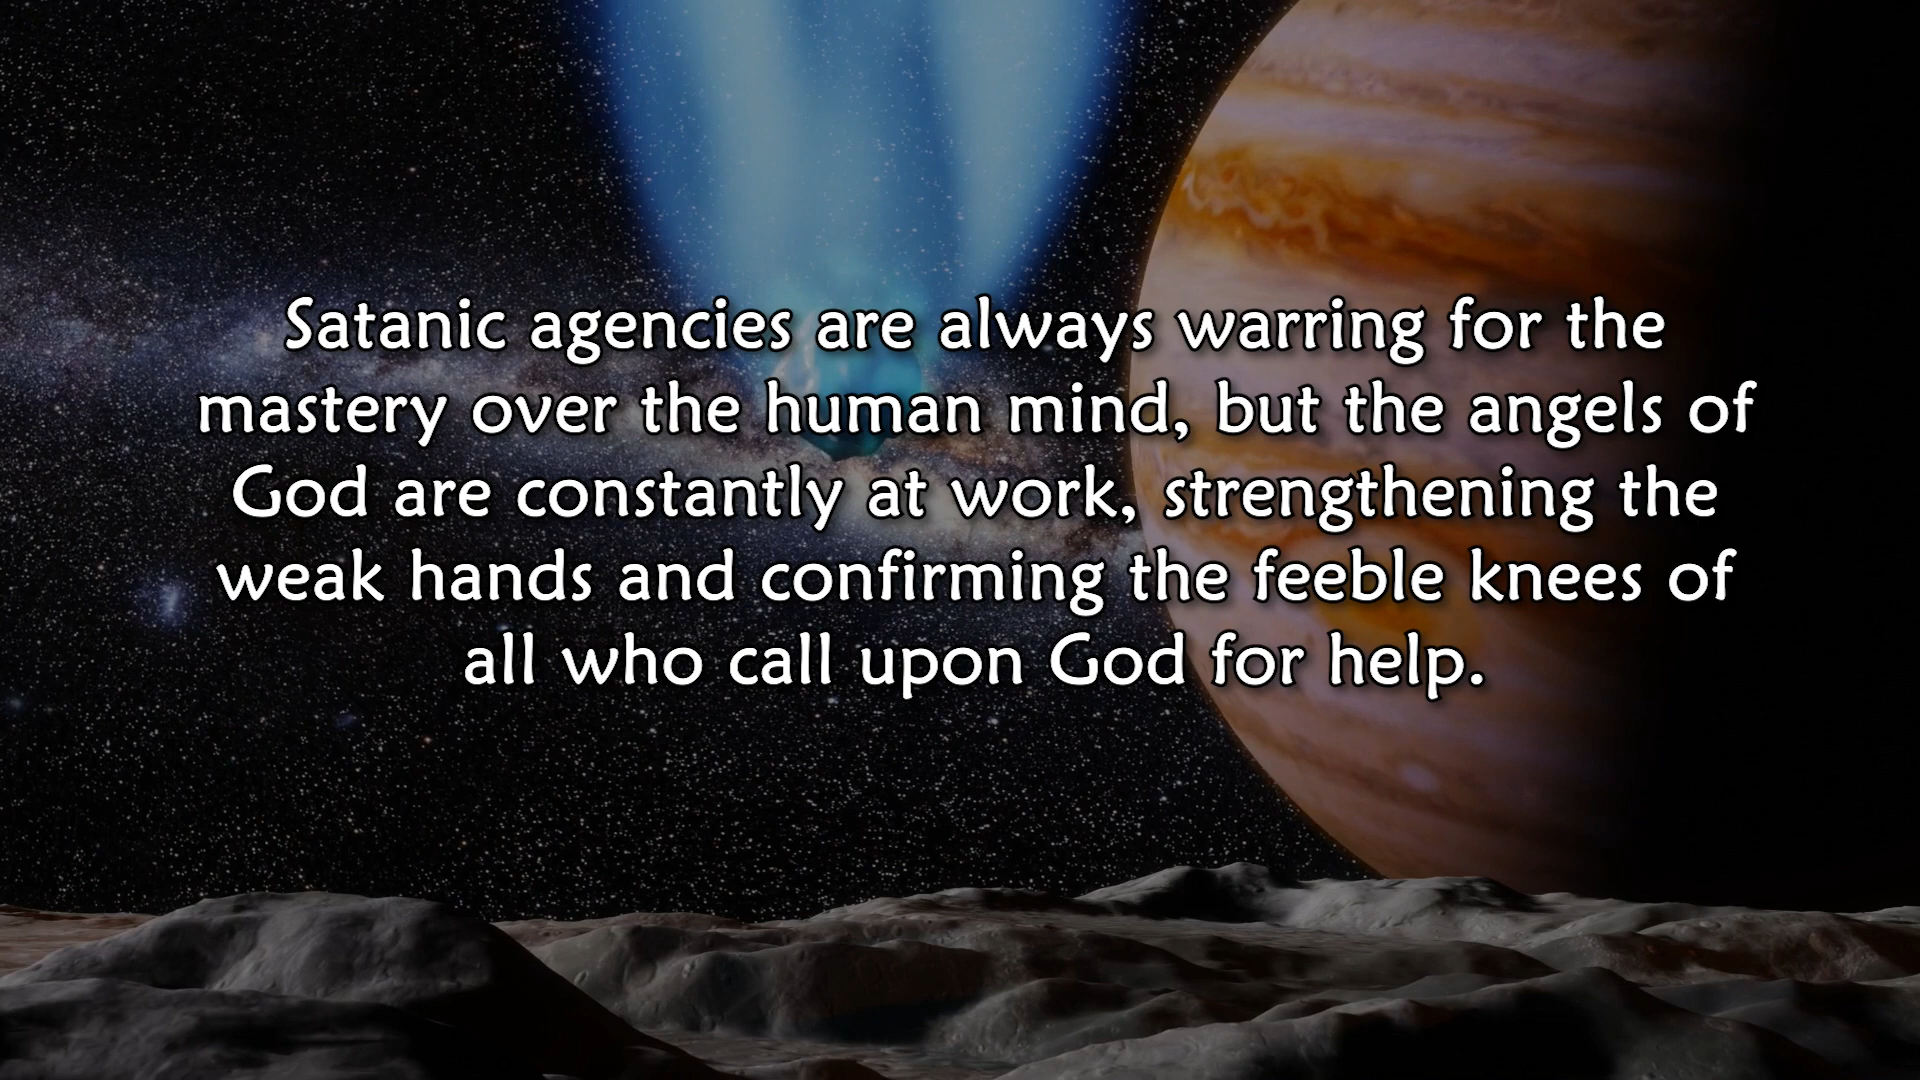 Satanic agencies are always warring for the
mastery over the human mind, but the angels of
God are constantly at work, strengthening the
weak hands and confirming the feeble knees of
all who call upon God for help.